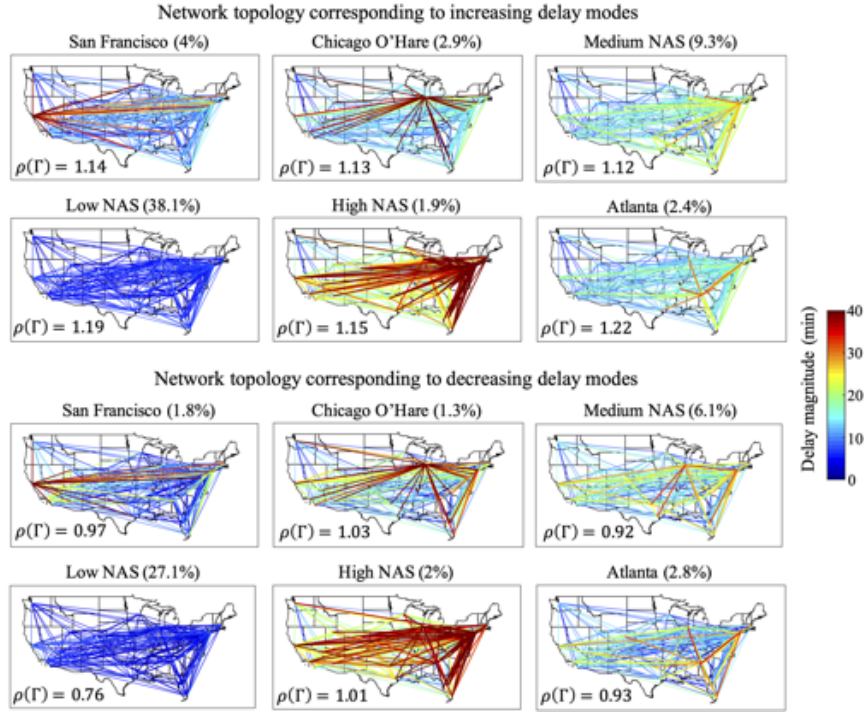 Network topology corresponding to increasing delay modes
San Francisco (4%)
Chicago O'Hare (2.9%)
Medium NAS (9.3%)
ρ(Γ) = 1.14
ρ(Γ) = 1.13
ρ(Γ) = 1.12
Low NAS (38.1%)
High NAS (1.9%)
Atlanta (2.4%)
ρ(Γ) = 1.19
ρ(Γ) = 1.15
ρ(Γ) = 1.22
Network topology corresponding to decreasing delay modes
San Francisco (1.8%)
Chicago O'Hare (1.3%)
Medium NAS (6.1%)
ρ(Γ) = 0.97
ρ(Γ) = 1.03
ρ(Γ) = 0.92
Low NAS (27.1%)
High NAS (2%)
Atlanta (2.8%)
ρ(Γ) = 0.76
ρ(Γ) = 1.01
ρ(Γ) = 0.93
Delay magnitude (min)
40
30
20
10
0